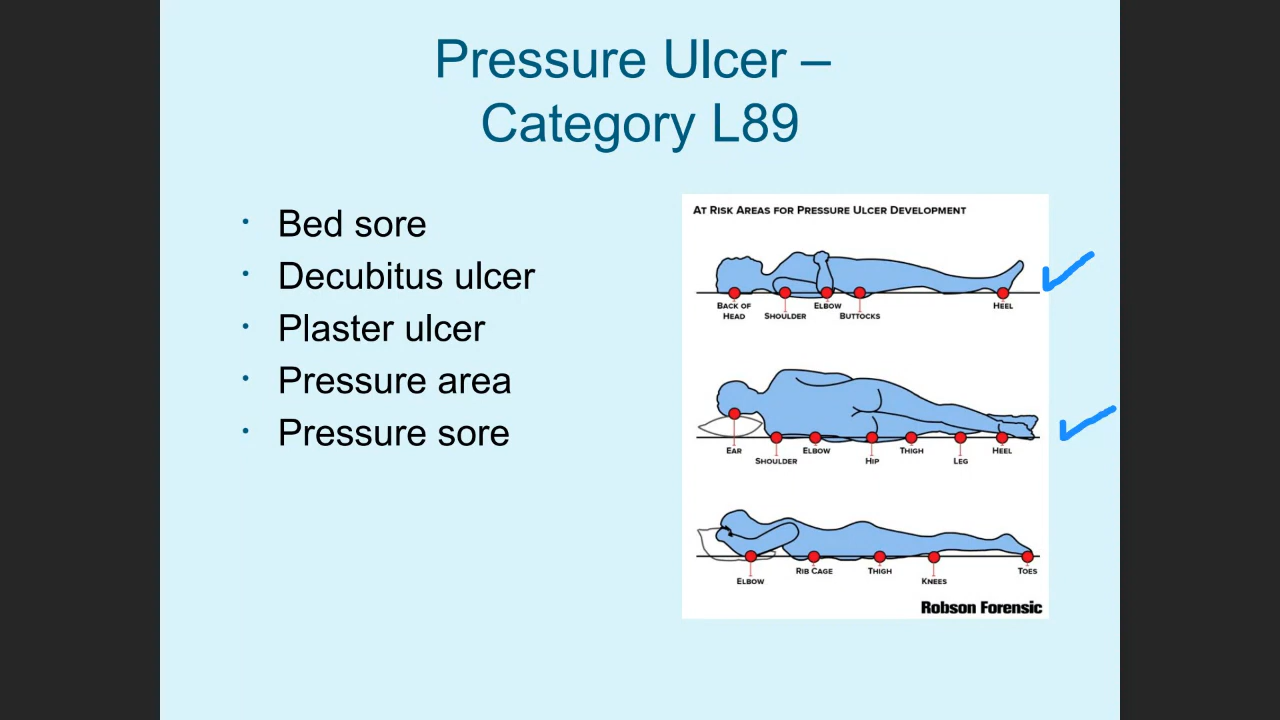 Pressure Ulcer –
Category L89
• Bed sore
• Decubitus ulcer
• Plaster ulcer
• Pressure area
• Pressure sore
At Risk Areas for Pressure Ulcer Development
Back of Head
Shoulder
Elbow
Buttocks
Heel
Ear
Shoulder
Elbow
Hip
Thigh
Leg
Heel
Elbow
Rib Cage
Thigh
Knees
Toes
Robson Forensic